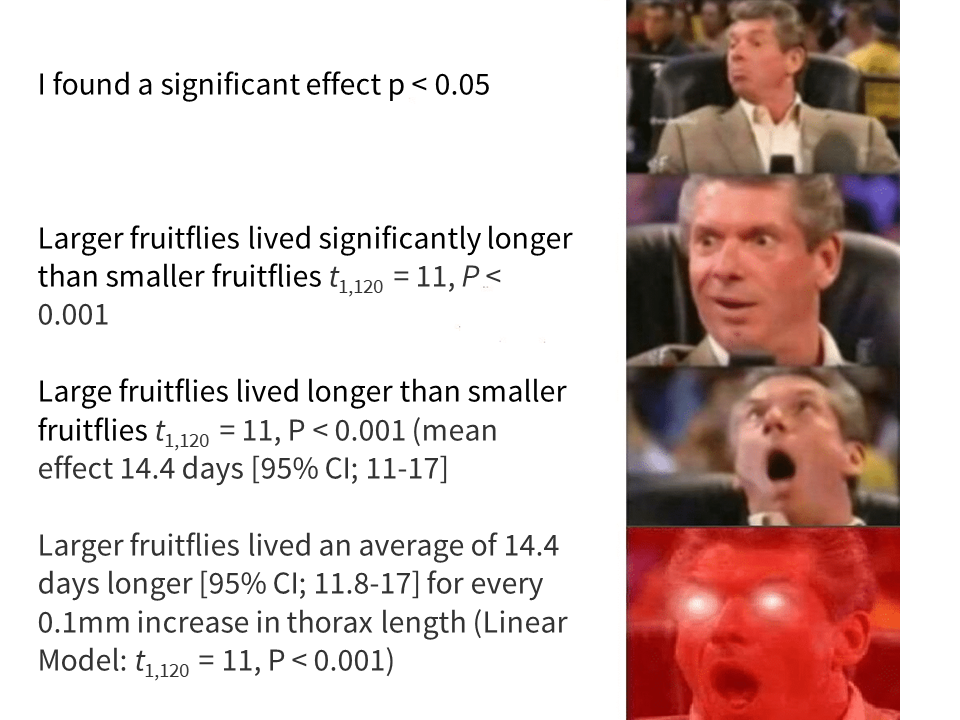 I found a significant effect p < 0.05
Larger fruitflies lived significantly longer
than smaller fruitflies t1,120 = 11, P <
0.001
Large fruitflies lived longer than smaller
fruitflies t1,120 = 11, P < 0.001 (mean
effect 14.4 days [95% CI; 11-17]
Larger fruitflies lived an average of 14.4
days longer [95% CI; 11.8-17] for every
0.1mm increase in thorax length (Linear
Model: t1,120 = 11, P < 0.001)